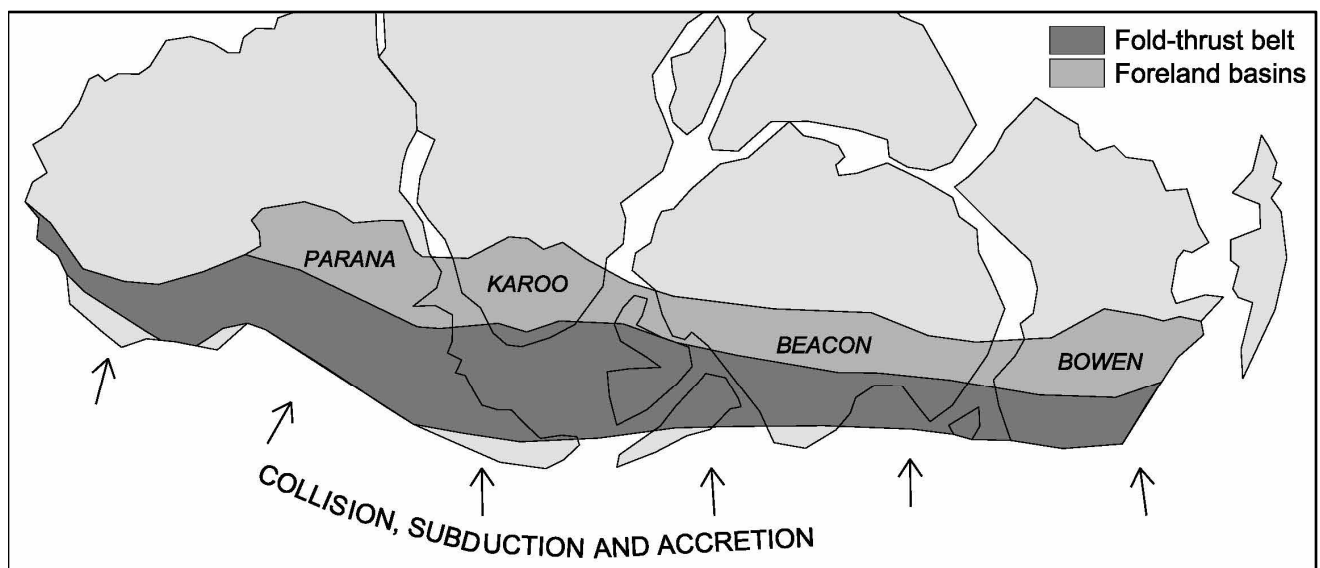 Fold-thrust belt
Foreland basins
PARANA
KAROO
BEACON
BOWEN
COLLISION, SUBDUCTION AND ACCRETION